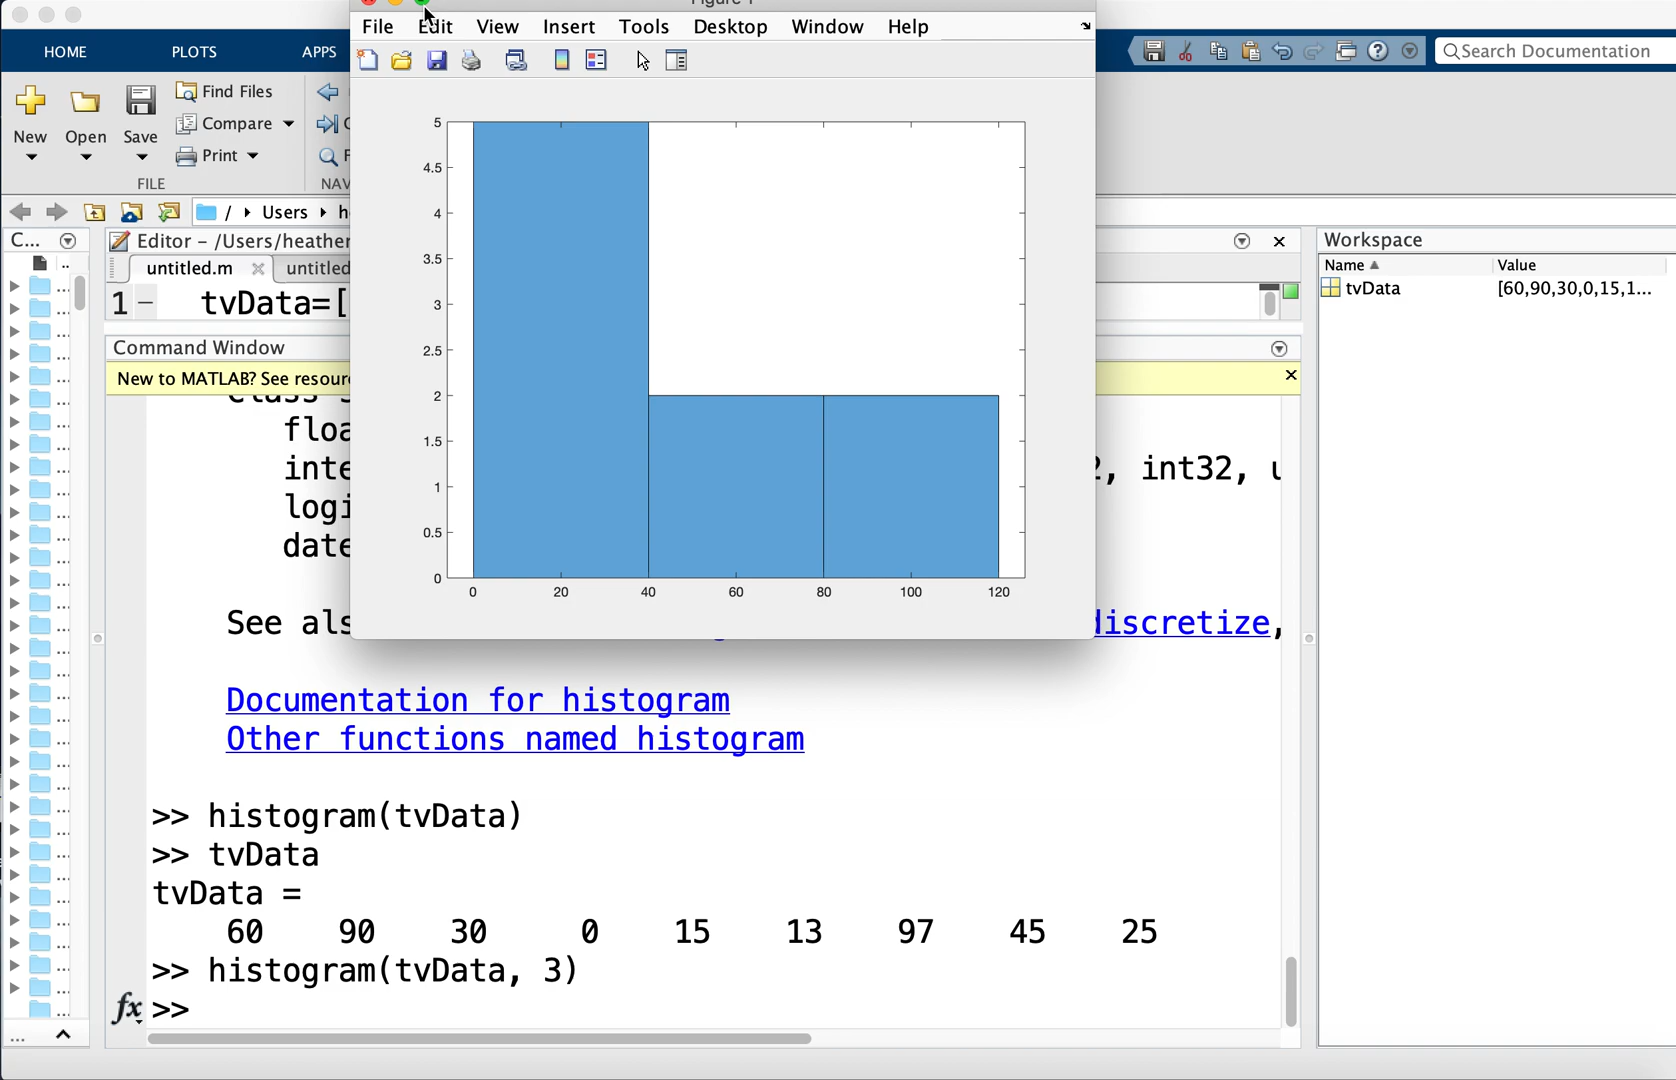 Figure 1
File Edit View Insert Tools Desktop Window Help
HOME PLOTS APPS
Search Documentation
New Open Save
Find Files
Compare
Print
FILE
NAV
/ Users
C...
Editor - /Users/heather
untitled.m untitled
1 tvData=[
Command Window
New to MATLAB? See resour
inte
2, int32,
logi
date
See als
discretize,
Documentation for histogram
Other functions named histogram
>> histogram(tvData)
>> tvData
tvData =
60 90 30 0 15 13 97 45 25
>> histogram(tvData, 3)
fx >>
5
4.5
4
3.5
3
2.5
2
1.5
1
0.5
0
0 20 40 60 80 100 120
Workspace
Name Value
tvData [60,90,30,0,15,1...